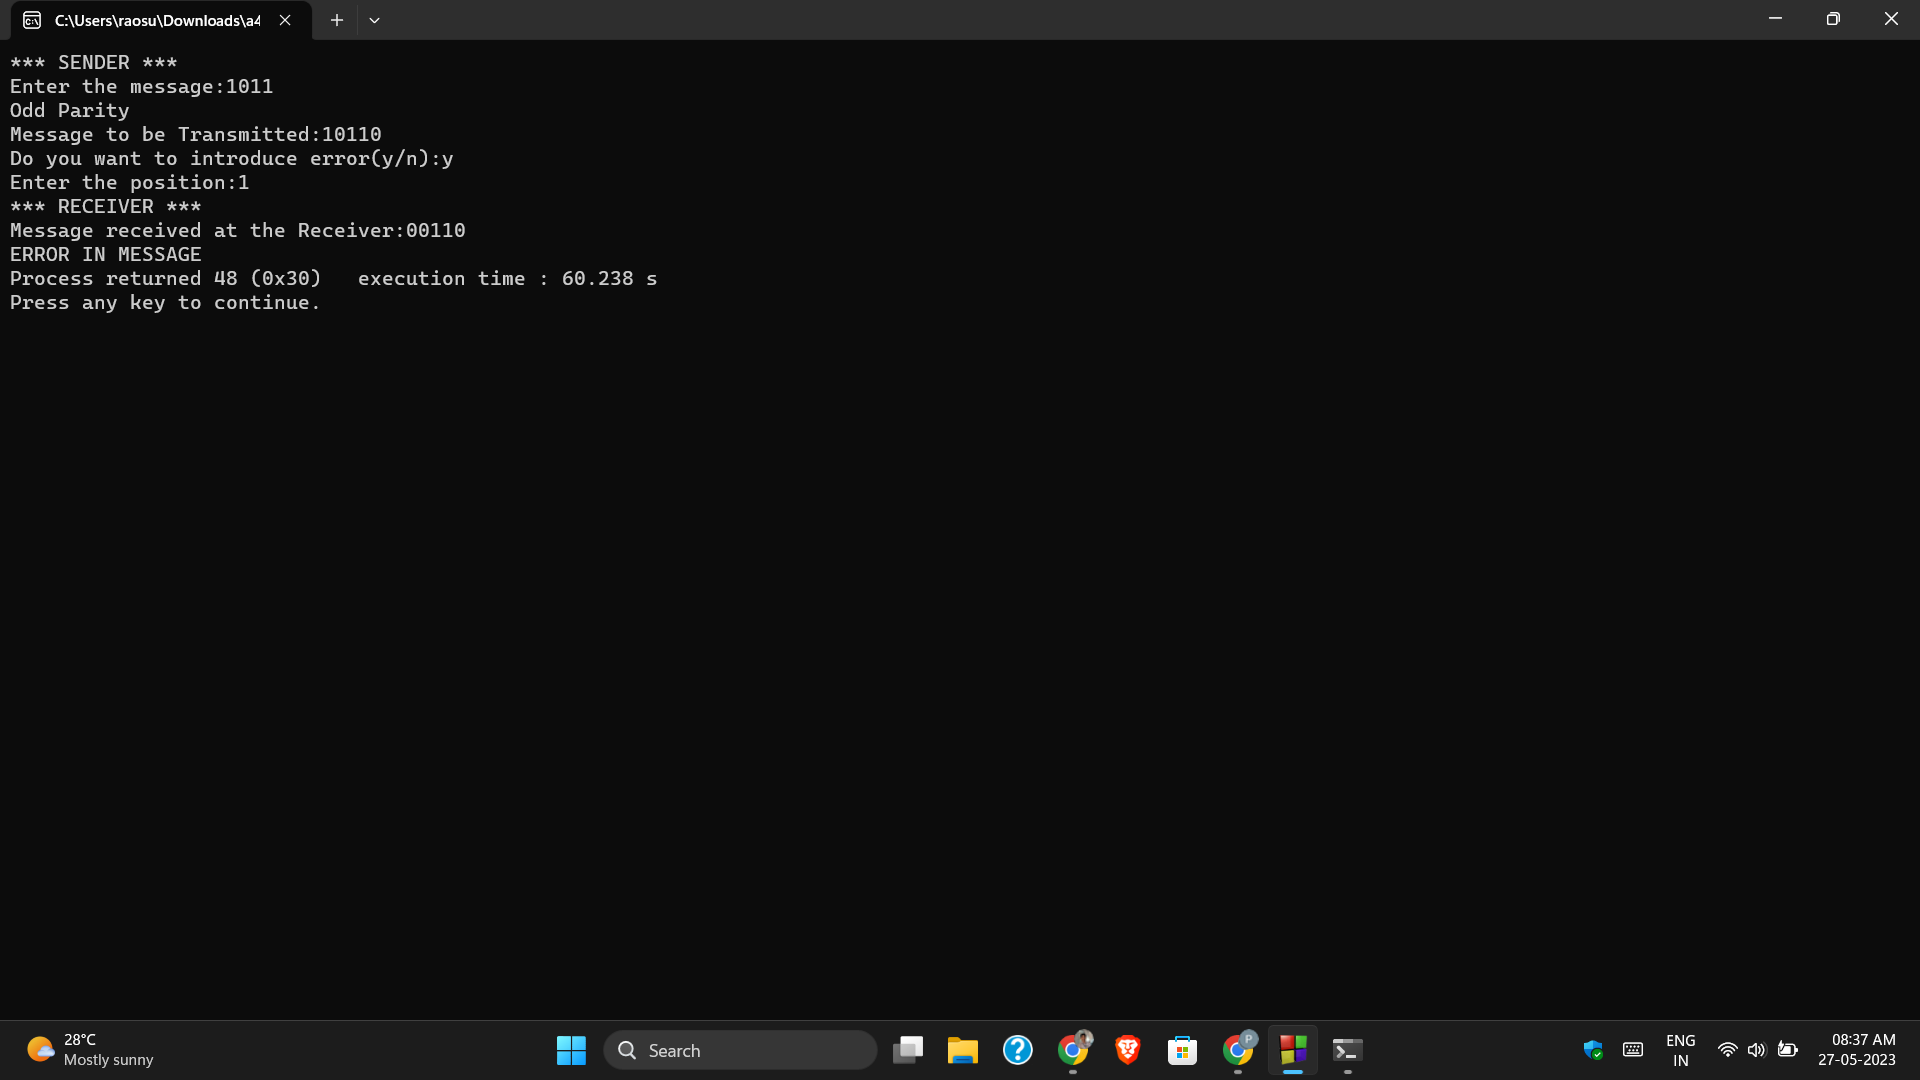 C:\Users\raosu\Downloads\a4
*** SENDER ***
Enter the message:1011
Odd Parity
Message to be Transmitted:10110
Do you want to introduce error(y/n):y
Enter the position:1
*** RECEIVER ***
Message received at the Receiver:00110
ERROR IN MESSAGE
Process returned 48 (0x30)   execution time : 60.238 s
Press any key to continue.
28°C
Mostly sunny
Search
P
ENG
IN
08:37 AM
27-05-2023